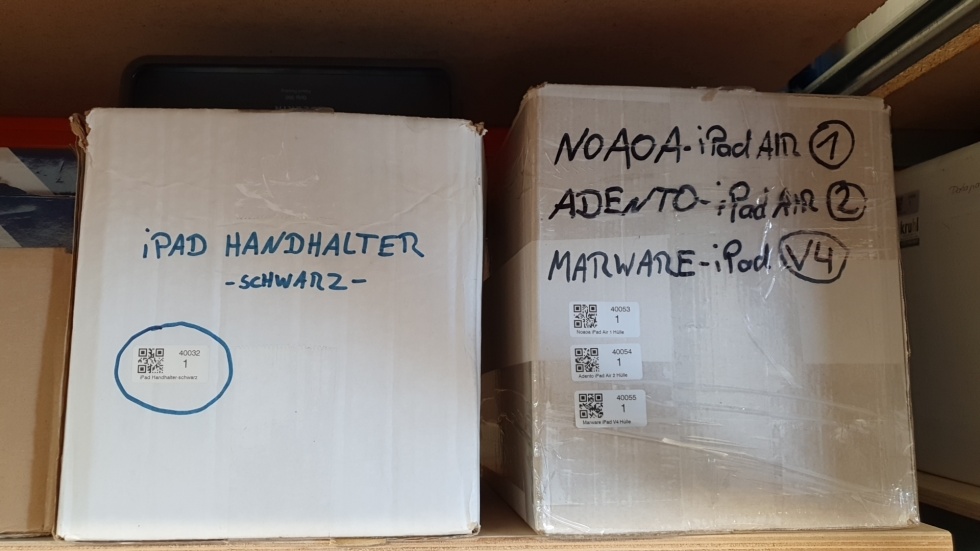 iPAD HANDHALTER
-SCHWARZ-
40032
1
iPad Handhalter-schwarz
NOAOA-iPad AIR 1
ADENTO-iPad AIR 2
MARWARE-iPad V4
40053
1
Noaoa iPad Air 1 Hülle
40054
1
Adento iPad Air 2 Hülle
40055
1
Marware iPad V4 Hülle